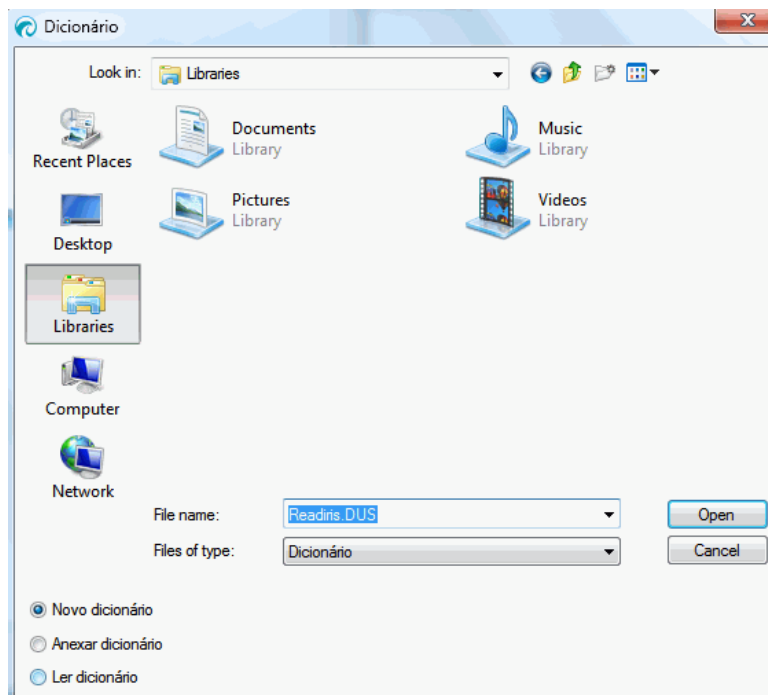 Dicionário
Look in: Libraries
Recent Places
Desktop
Libraries
Computer
Network
Documents
Library
Music
Library
Pictures
Library
Videos
Library
File name: Readiris.DUS Open
Files of type: Dicionário Cancel
Novo dicionário
Anexar dicionário
Ler dicionário